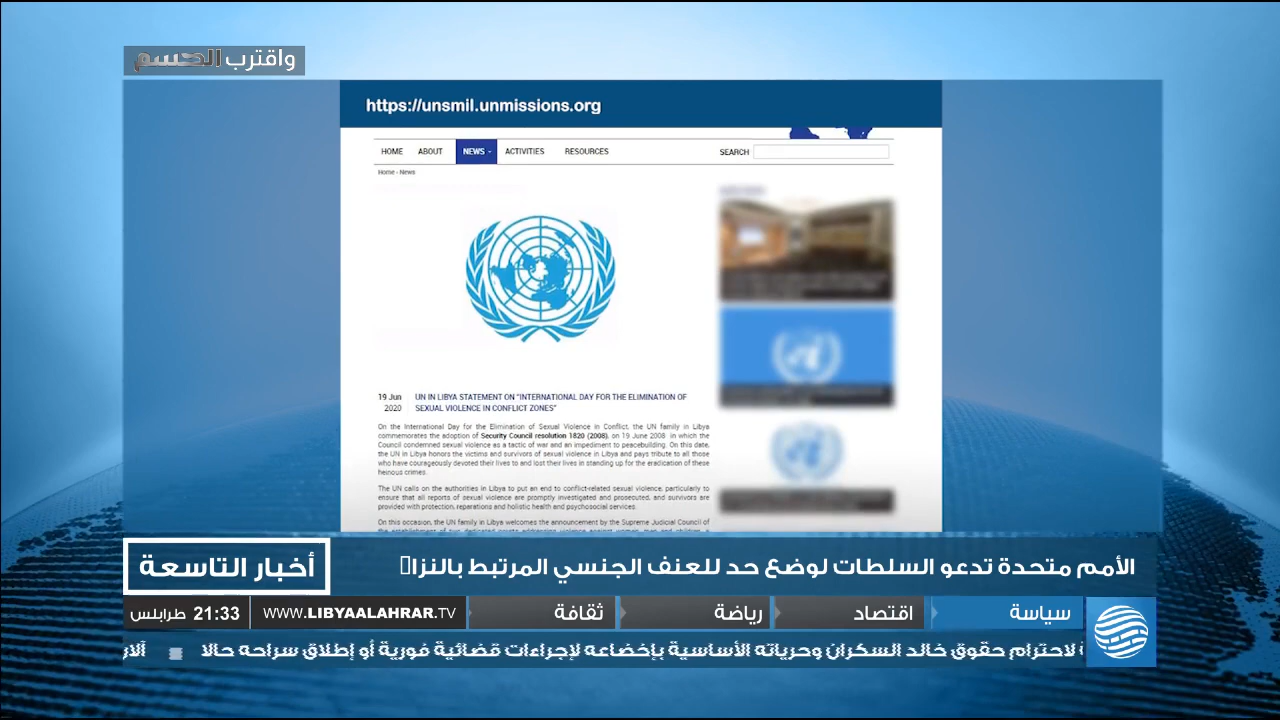 واقترب الحسم
https://unsmil.unmissions.org
HOME ABOUT NEWS ACTIVITIES RESOURCES SEARCH
Home - News
19 Jun 2020
UN IN LIBYA STATEMENT ON "INTERNATIONAL DAY FOR THE ELIMINATION OF
SEXUAL VIOLENCE IN CONFLICT ZONES"
On the International Day for the Elimination of Sexual Violence in Conflict, the UN family in Libya
commemorates the adoption of Security Council resolution 1820 (2008), on 19 June 2008 in which the
Council condemned sexual violence as a tactic of war and an impediment to peacebuilding. On this date,
the UN in Libya honors the victims and survivors of sexual violence in Libya and pays tribute to all those
who have courageously devoted their lives to and lost their lives in standing up for the eradication of these
heinous crimes.
The UN calls on the authorities in Libya to put an end to conflict-related sexual violence, particularly to
ensure that all reports of sexual violence are promptly investigated and prosecuted, and survivors are
provided with protection, reparations and holistic health and psychosocial services.
On this occasion, the UN family in Libya welcomes the announcement by the Supreme Judicial Council of
الأمم متحدة تدعو السلطات لوضع حد للعنف الجنسي المرتبط بالنزا
أخبار التاسعة
سياسة اقتصاد رياضة ثقافة WWW.LIBYAALAHRAR.TV 21:33 طرابلس
لاحترام حقوق خالد السكران وحرياته الأساسية بإخضاعه لإجراءات قضائية فورية أو إطلاق سراحه حالا